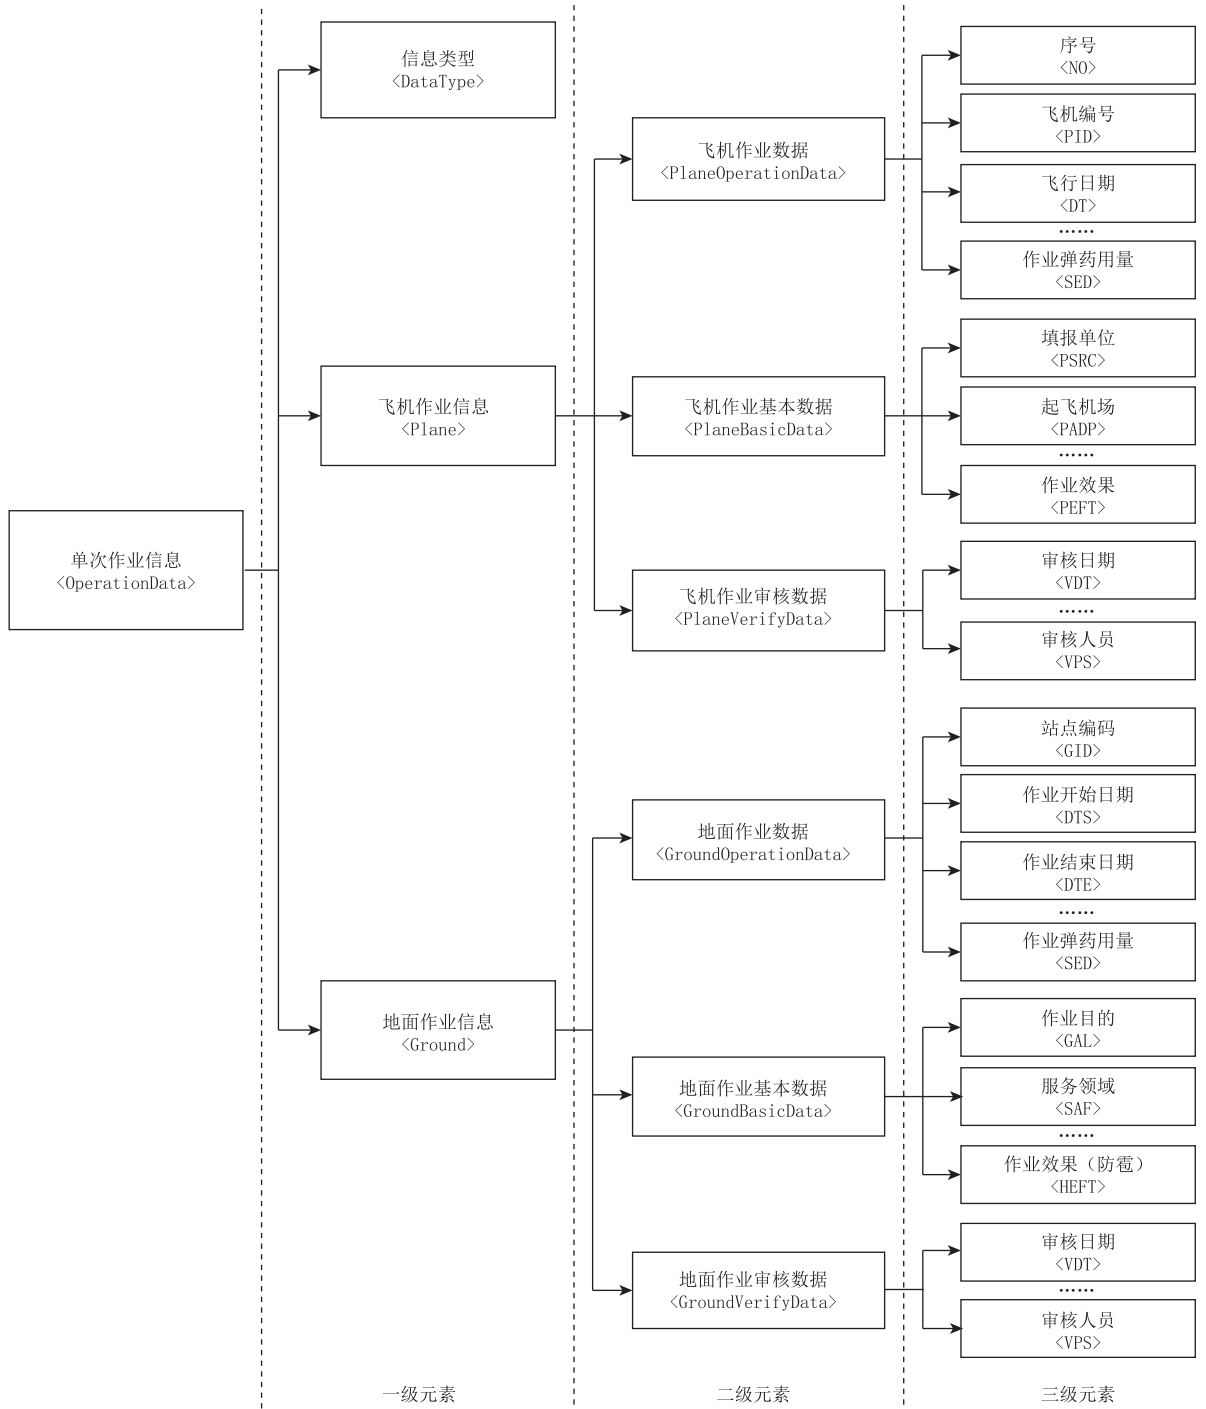 单次作业信息
<OperationData>
信息类型
<DataType>
飞机作业信息
<Plane>
地面作业信息
<Ground>
一级元素
飞机作业数据
<PlaneOperationData>
飞机作业基本数据
<PlaneBasicData>
飞机作业审核数据
<PlaneVerifyData>
地面作业数据
<GroundOperationData>
地面作业基本数据
<GroundBasicData>
地面作业审核数据
<GroundVerifyData>
二级元素
序号
<NO>
飞机编号
<PID>
飞行日期
<DT>
……
作业弹药用量
<SED>
填报单位
<PSRC>
起飞机场
<PADP>
……
作业效果
<PEFT>
审核日期
<VDT>
……
审核人员
<VPS>
站点编码
<GID>
作业开始日期
<DTS>
作业结束日期
<DTE>
……
作业弹药用量
<SED>
作业目的
<GAL>
服务领域
<SAF>
……
作业效果（防雹）
<HEFT>
审核日期
<VDT>
……
审核人员
<VPS>
三级元素